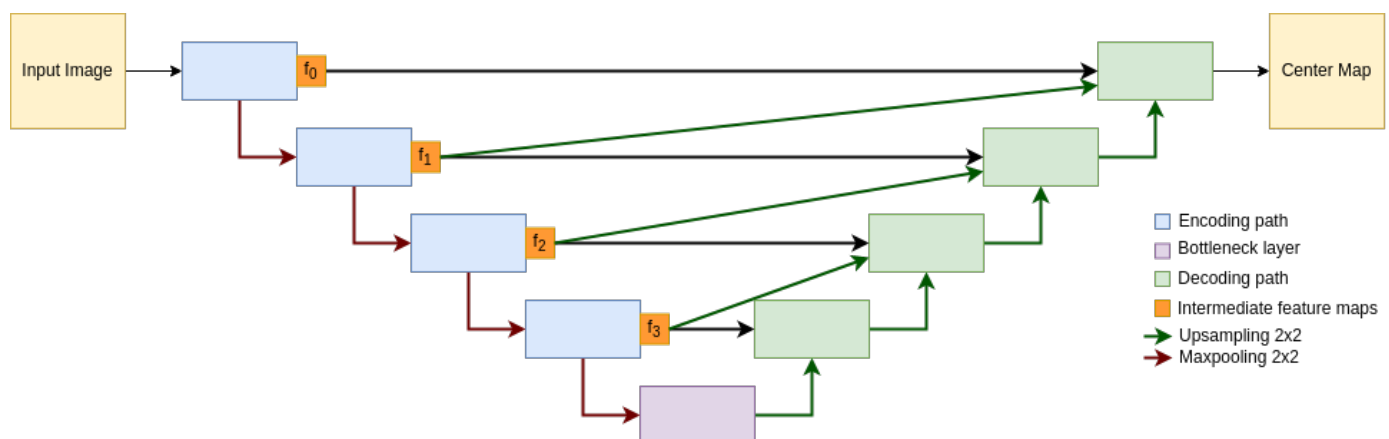 Input Image
f0
Center Map
f1
f2
f3
Encoding path
Bottleneck layer
Decoding path
Intermediate feature maps
Upsampling 2x2
Maxpooling 2x2